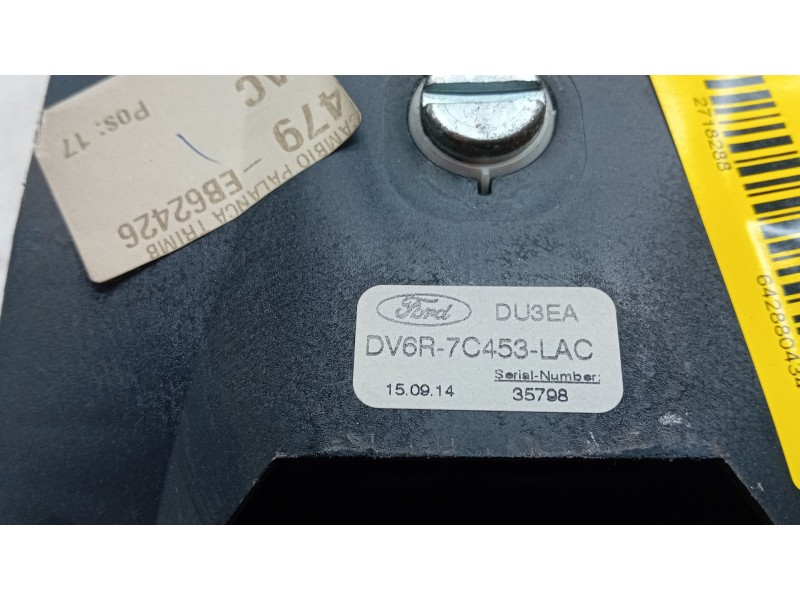 AC
479 - EB62426
CAMBIO PALANCA TRIMB
Pos: 17
2718288
642880434
Ford DU3EA
DV6R-7C453-LAC
15.09.14 Serial-Number:
35798